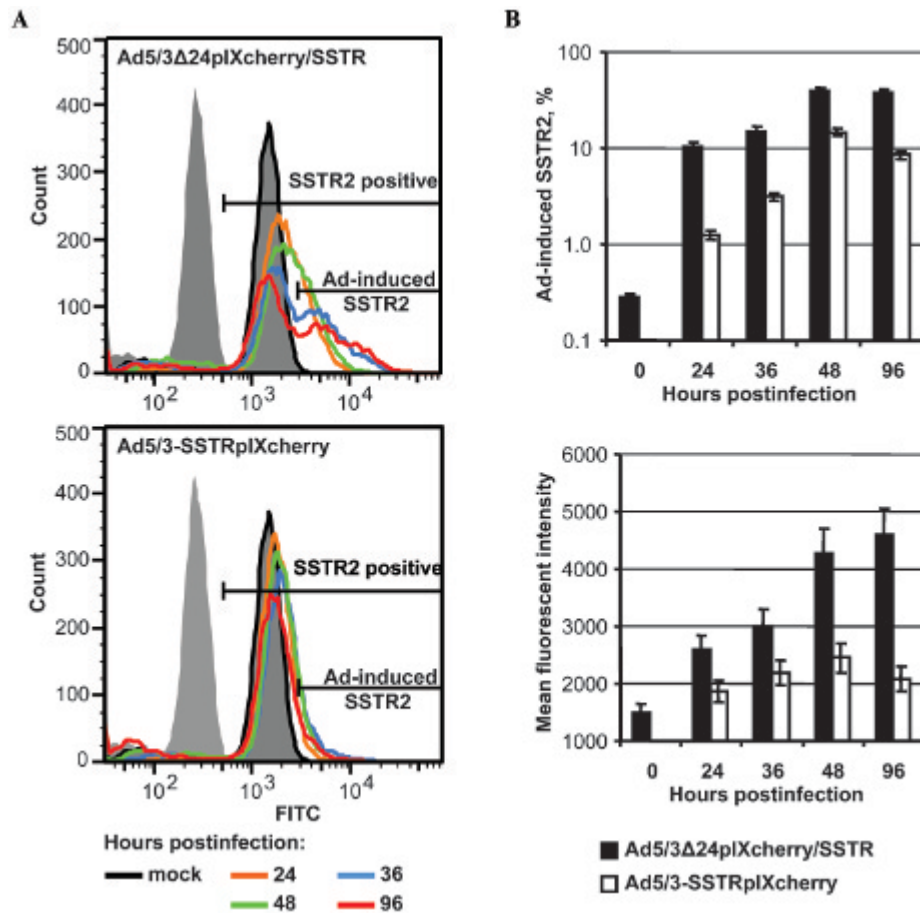 A
500
400
300
200
100
0
Count
Ad5/3Δ24pIXcherry/SSTR
SSTR2 positive
Ad-induced
SSTR2
10²
10³
10⁴
500
400
300
200
100
0
Count
Ad5/3-SSTRpIXcherry
SSTR2 positive
Ad-induced
SSTR2
10²
10³
10⁴
FITC
Hours postinfection:
mock
24
36
48
96
B
100
10
1.0
0.1
Ad-induced SSTR2, %
0
24
36
48
96
Hours postinfection
6000
5000
4000
3000
2000
1000
Mean fluorescent intensity
0
24
36
48
96
Hours postinfection
Ad5/3Δ24pIXcherry/SSTR
Ad5/3-SSTRpIXcherry